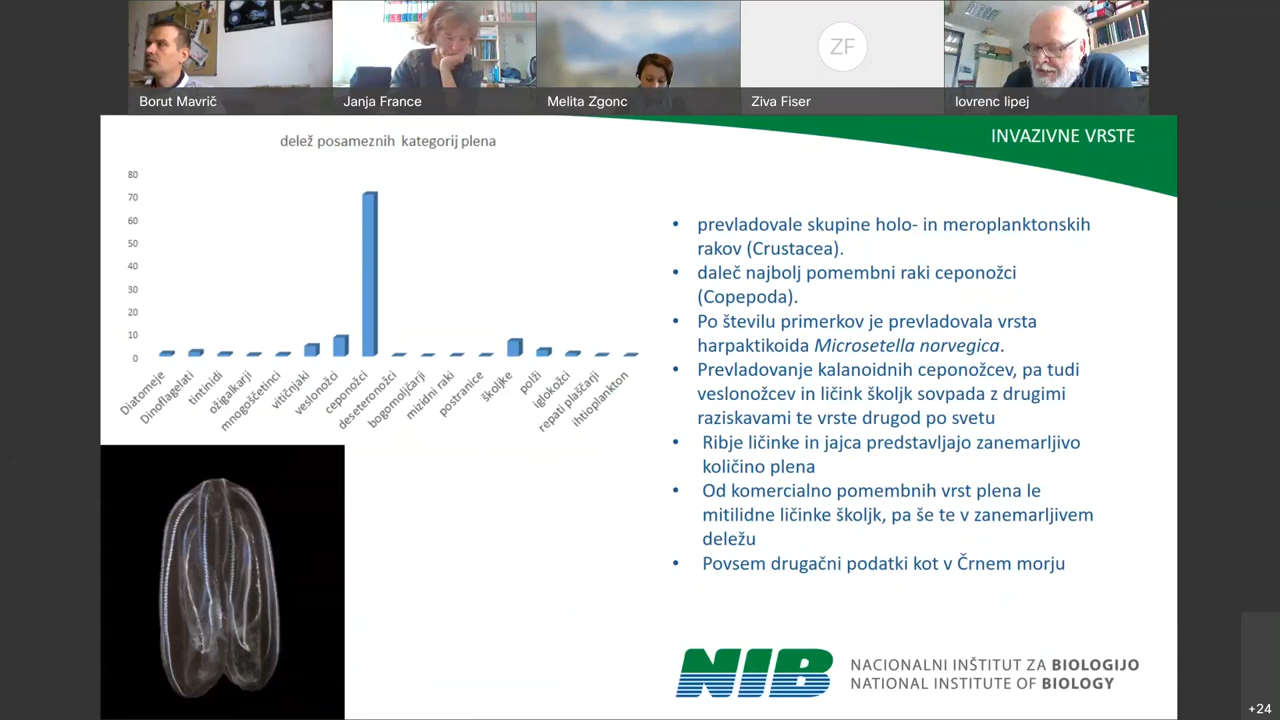 ZF
Borut Mavrič
Janja France
Melita Zgonc
Ziva Fiser
lovrenc lipej
INVAZIVNE VRSTE
delež posameznih kategorij plena
80
70
60
50
40
30
20
10
0
Diatomeje
Dinoflagelati
tintinidi
ožigalkarji
mnogoščetinci
vitičnjaki
veslonožci
ceponožci
deseteronožci
bogomoljčarji
mizidni raki
postranice
školjke
polži
iglokožci
repati plaščarji
ihtioplankton
• prevladovale skupine holo- in meroplanktonskih
rakov (Crustacea).
• daleč najbolj pomembni raki ceponožci
(Copepoda).
• Po številu primerkov je prevladovala vrsta
harpaktikoida Microsetella norvegica.
• Prevladovanje kalanoidnih ceponožcev, pa tudi
veslonožcev in ličink školjk sovpada z drugimi
raziskavami te vrste drugod po svetu
• Ribje ličinke in jajca predstavljajo zanemarljivo
količino plena
• Od komercialno pomembnih vrst plena le
mitilidne ličinke školjk, pa še te v zanemarljivem
deležu
• Povsem drugačni podatki kot v Črnem morju
NIB
NACIONALNI INŠTITUT ZA BIOLOGIJO
NATIONAL INSTITUTE OF BIOLOGY
+24